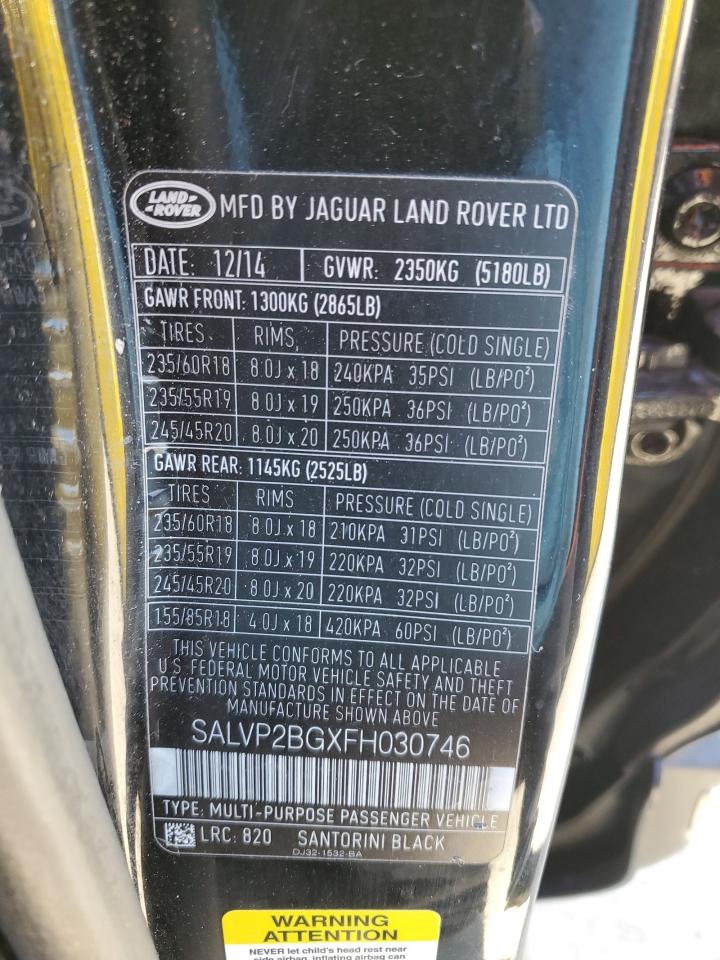 LAND-ROVER MFD BY JAGUAR LAND ROVER LTD
DATE: 12/14 GVWR: 2350KG (5180LB)
GAWR FRONT: 1300KG (2865LB)
TIRES RIMS, PRESSURE (COLD SINGLE)
235/60R18 8.0J x 18 240KPA 35PSI (LB/PO²)
235/55R19 8.0J x 19 250KPA 36PSI (LB/PO²)
245/45R20 8.0J x 20 250KPA 36PSI (LB/PO²)
GAWR REAR: 1145KG (2525LB)
TIRES RIMS PRESSURE (COLD SINGLE)
235/60R18 8.0J x 18 210KPA 31PSI (LB/PO²)
235/55R19 8.0J x 19 220KPA 32PSI (LB/PO²)
245/45R20 8.0J x 20 220KPA 32PSI (LB/PO²)
155/85R18 4.0J x 18 420KPA 60PSI (LB/PO²)
THIS VEHICLE CONFORMS TO ALL APPLICABLE
U.S. FEDERAL MOTOR VEHICLE SAFETY AND THEFT
PREVENTION STANDARDS IN EFFECT ON THE DATE OF
MANUFACTURE SHOWN ABOVE
SALVP2BGXFH030746
TYPE: MULTI-PURPOSE PASSENGER VEHICLE
LRC: 820 SANTORINI BLACK
DJ32-1532-BA
WARNING
ATTENTION
NEVER let child's head rest near
side airbag, inflating airbag can